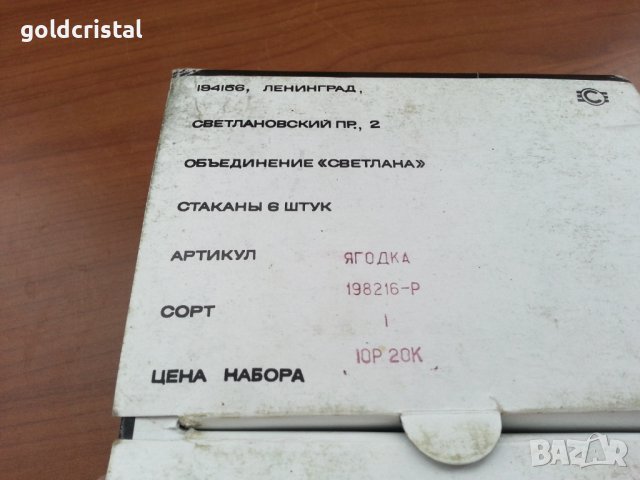 goldcristal
194156, ЛЕНИНГРАД,
СВЕТЛАНОВСКИЙ ПР., 2
ОБЪЕДИНЕНИЕ «СВЕТЛАНА»
СТАКАНЫ 6 ШТУК
АРТИКУЛ ЯГОДКА
198216-Р
СОРТ 1
ЦЕНА НАБОРА 10Р 20К
BAZAR